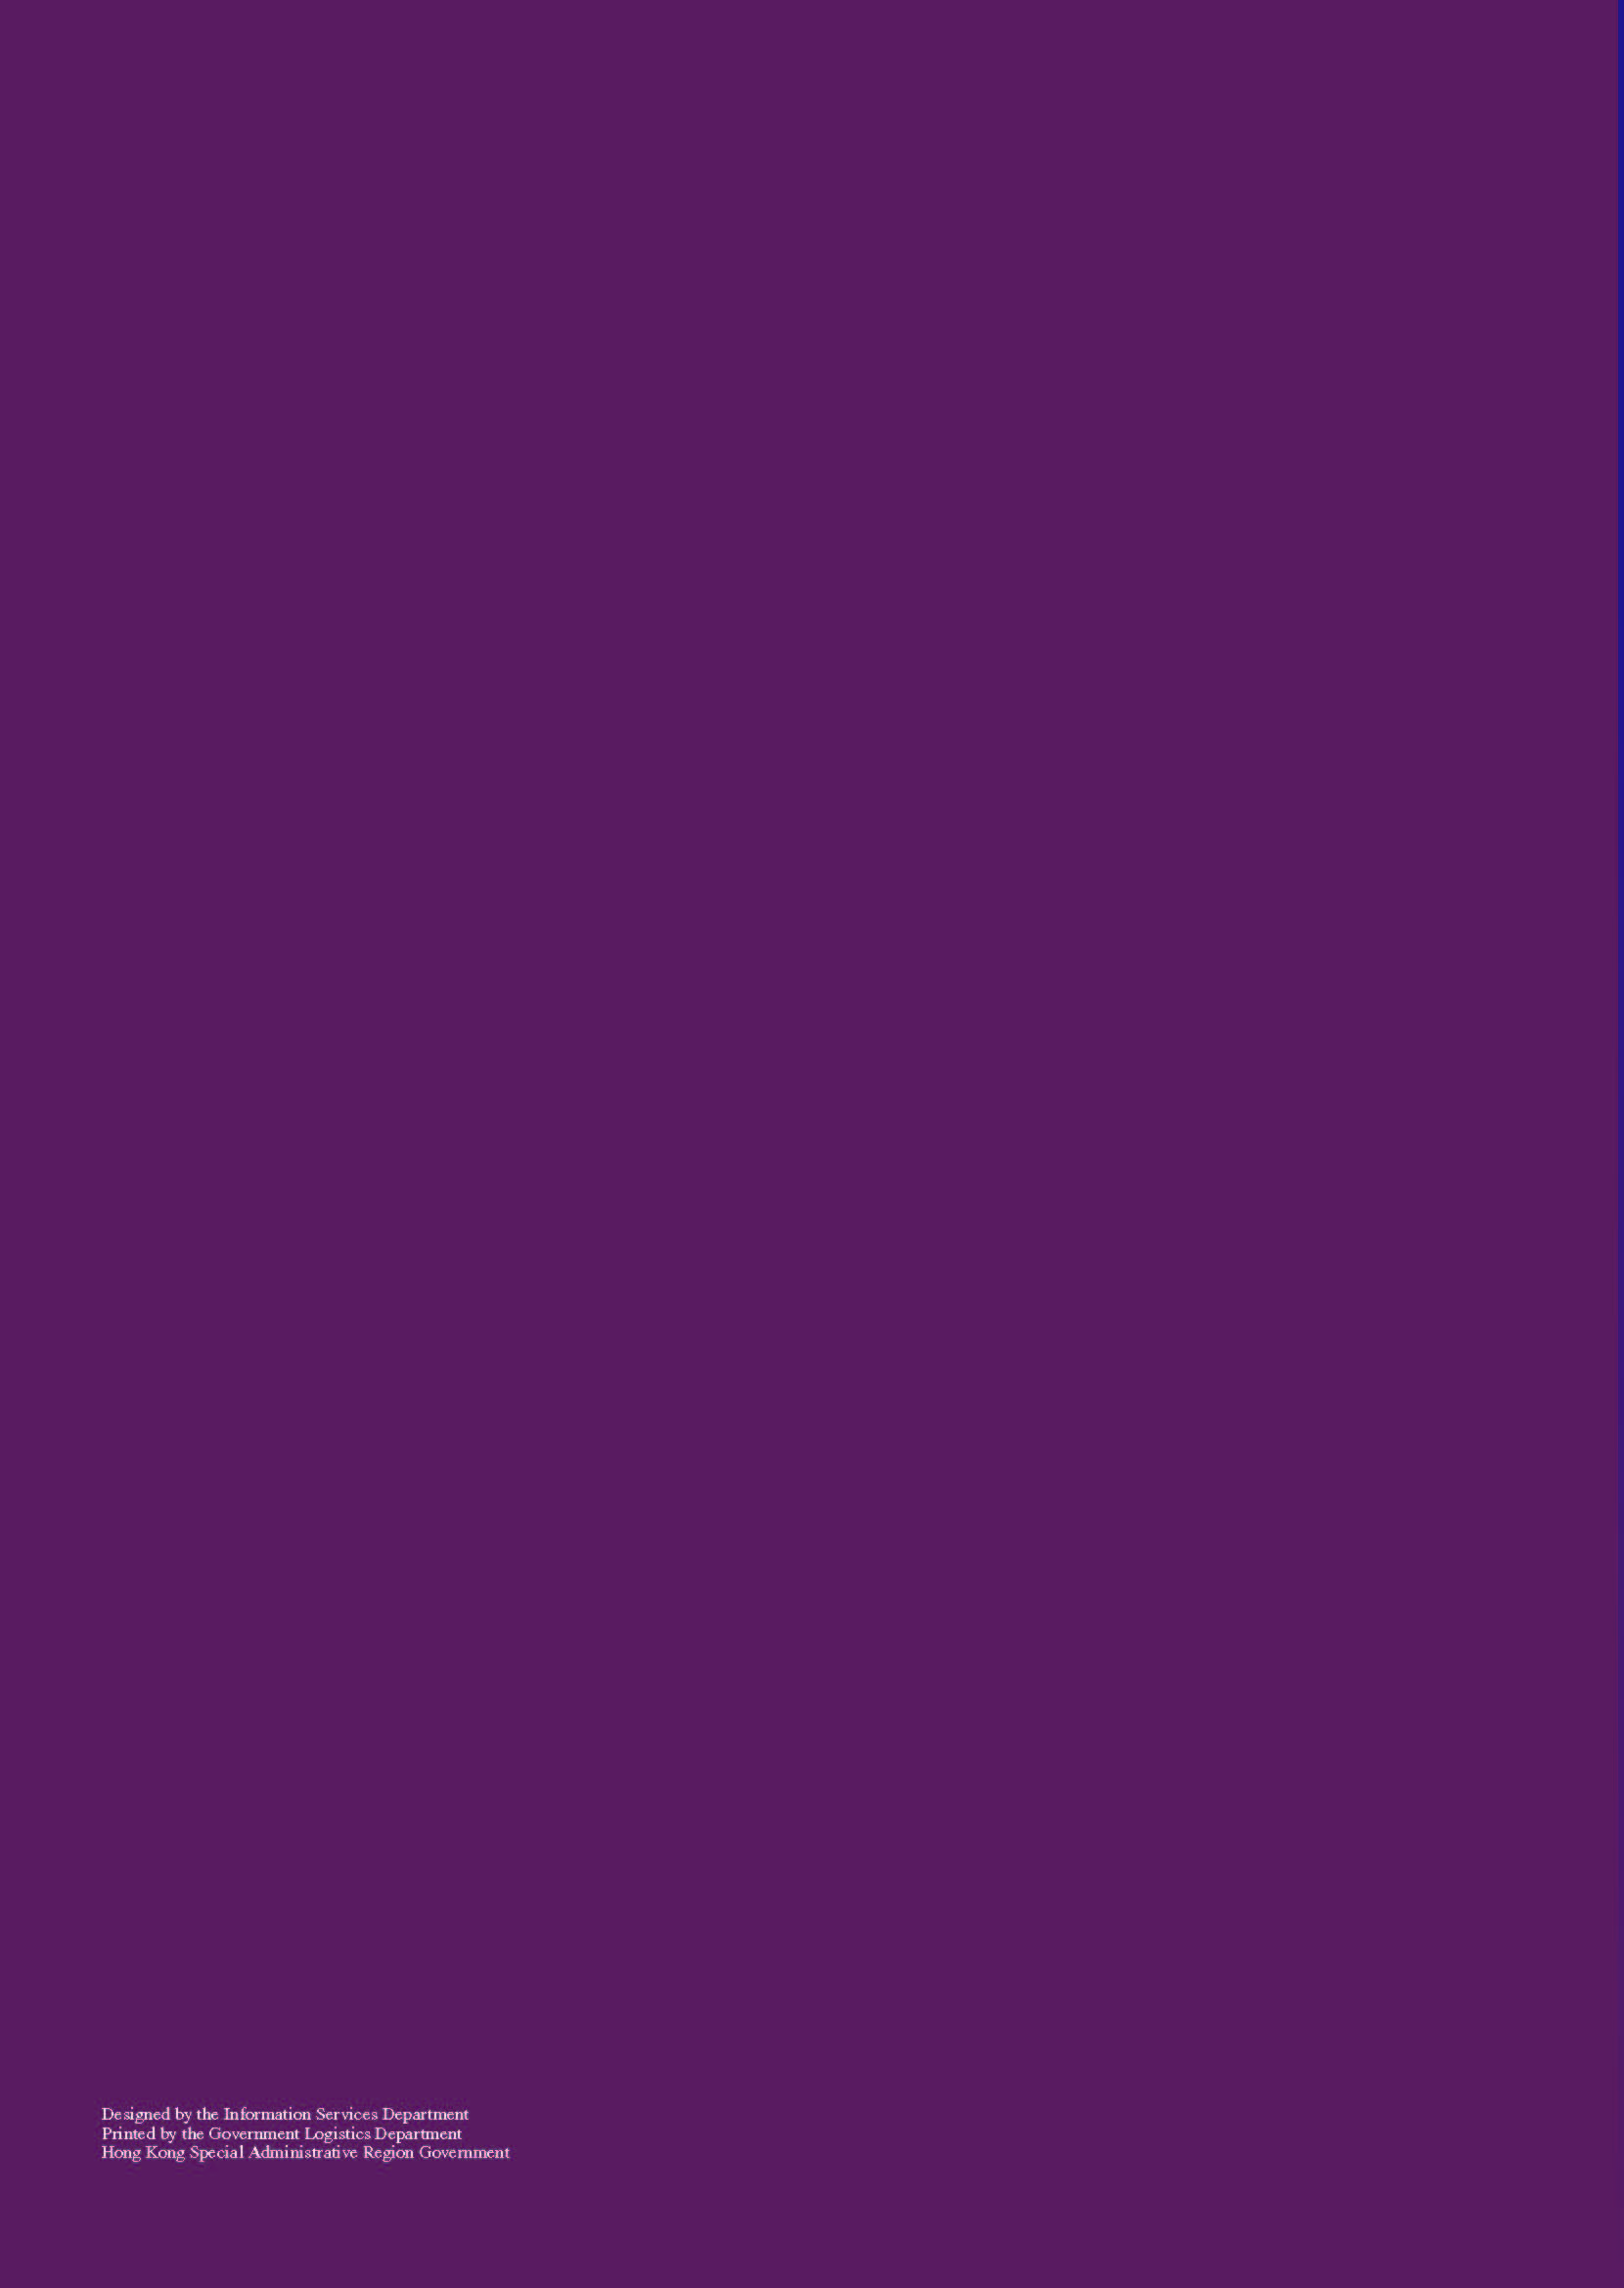 Designed by the Information Services Department
Printed by the Government Logistics Department
Hong Kong Special Administrative Region Government